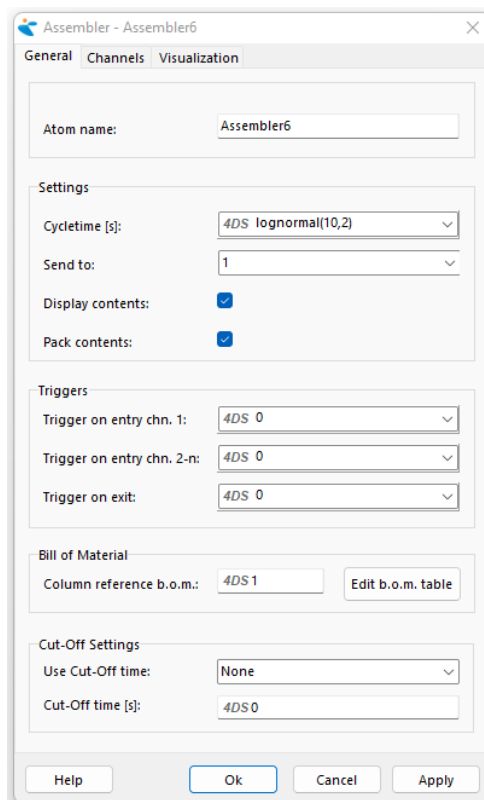 Assembler - Assembler6
General Channels Visualization
Atom name: Assembler6
Settings
Cycletime [s]: 4DS lognormal(10,2)
Send to: 1
Display contents:
Pack contents:
Triggers
Trigger on entry chn. 1: 4DS 0
Trigger on entry chn. 2-n: 4DS 0
Trigger on exit: 4DS 0
Bill of Material
Column reference b.o.m.: 4DS 1 Edit b.o.m. table
Cut-Off Settings
Use Cut-Off time: None
Cut-Off time [s]: 4DS 0
Help Ok Cancel Apply